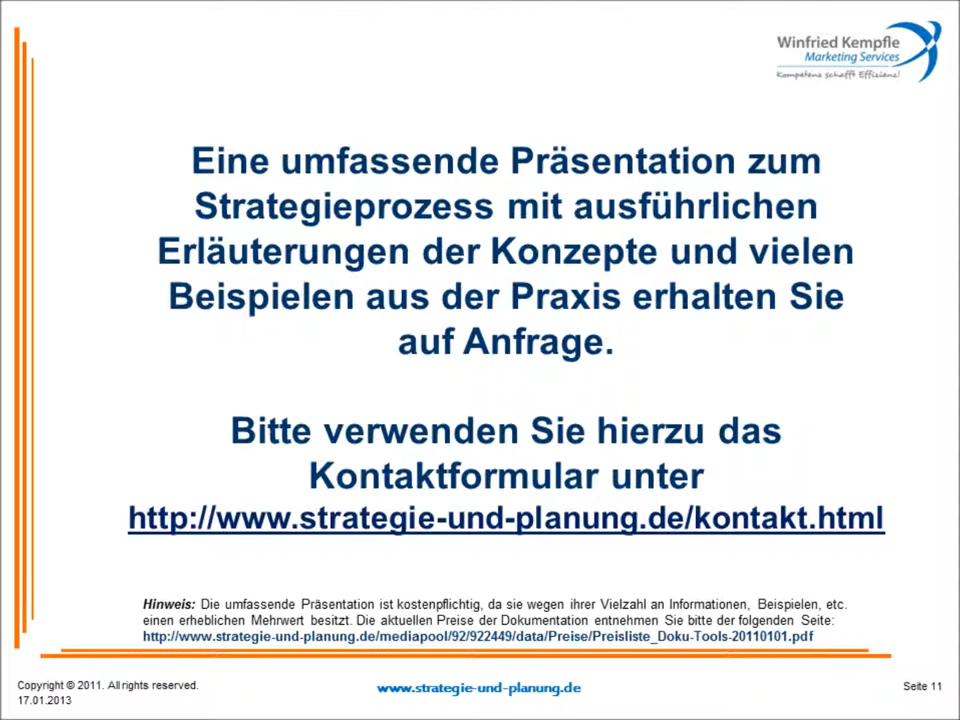 Winfried Kempfle
Marketing Services
Kompetenz schafft Effizienz!
Eine umfassende Präsentation zum
Strategieprozess mit ausführlichen
Erläuterungen der Konzepte und vielen
Beispielen aus der Praxis erhalten Sie
auf Anfrage.
Bitte verwenden Sie hierzu das
Kontaktformular unter
http://www.strategie-und-planung.de/kontakt.html
Hinweis: Die umfassende Präsentation ist kostenpflichtig, da sie wegen ihrer Vielzahl an Informationen, Beispielen, etc.
einen erheblichen Mehrwert besitzt. Die aktuellen Preise der Dokumentation entnehmen Sie bitte der folgenden Seite:
http://www.strategie-und-planung.de/mediapool/92/922449/data/Preise/Preisliste_Doku-Tools-20110101.pdf
Copyright © 2011. All rights reserved.
17.01.2013
www.strategie-und-planung.de
Seite 11